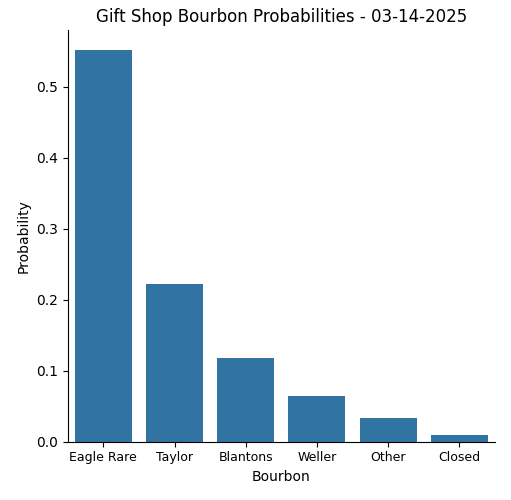 Gift Shop Bourbon Probabilities - 03-14-2025
Probability
0.5
0.4
0.3
0.2
0.1
0.0
Eagle Rare Taylor Blantons Weller Other Closed
Bourbon